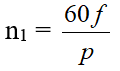 n₁ = 60f / p